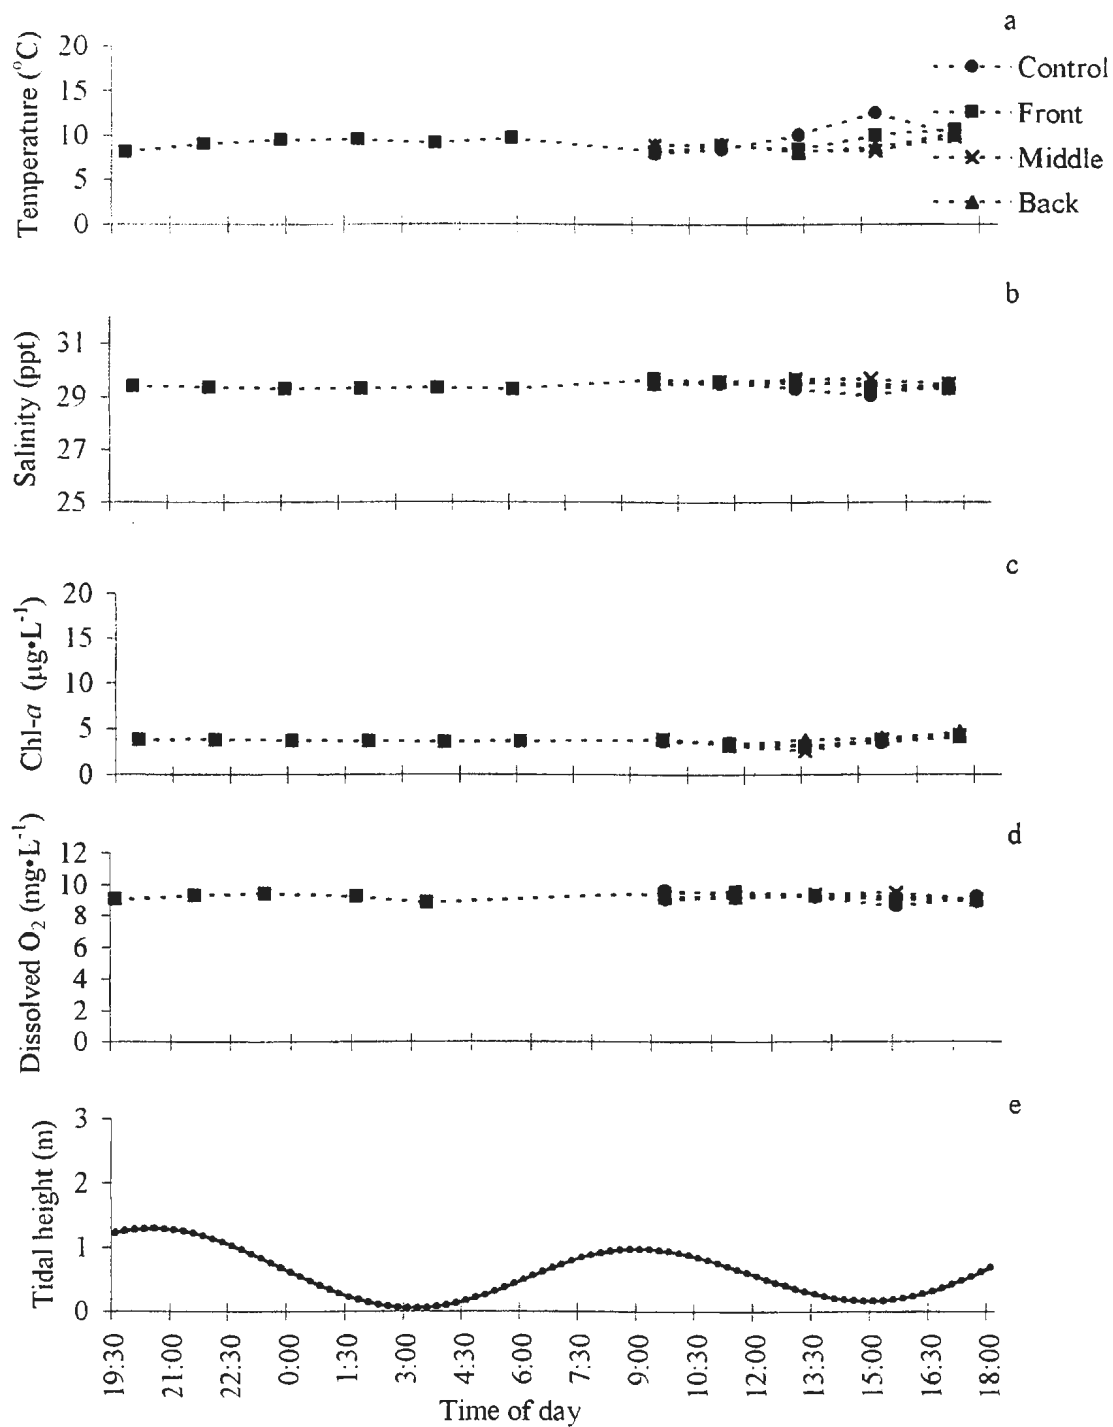 a
Temperature (°C)
20
15
10
5
0
Control
Front
Middle
Back
b
Salinity (ppt)
31
29
27
25
c
Chl-a (µg•L⁻¹)
20
15
10
5
0
d
Dissolved O₂ (mg•L⁻¹)
12
10
8
6
4
2
0
e
Tidal height (m)
3
2
1
0
19:30 21:00 22:30 0:00 1:30 3:00 4:30 6:00 7:30 9:00 10:30 12:00 13:30 15:00 16:30 18:00
Time of day